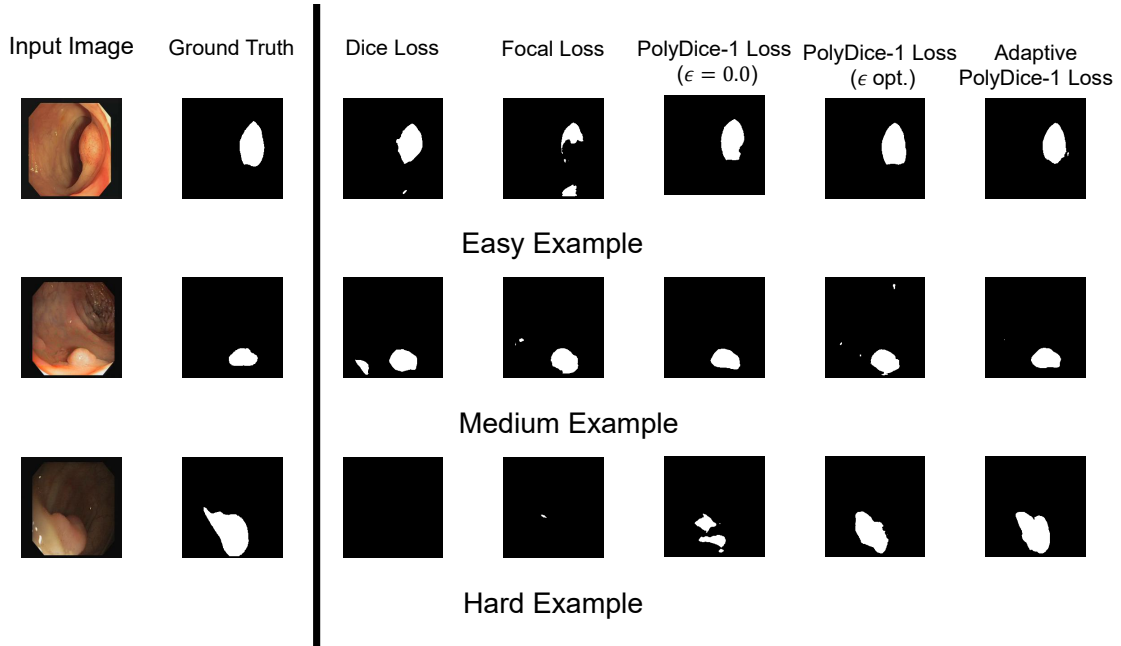 Input Image
Ground Truth
Dice Loss
Focal Loss
PolyDice-1 Loss
(ϵ = 0.0)
PolyDice-1 Loss
(ϵ opt.)
Adaptive
PolyDice-1 Loss
Easy Example
Medium Example
Hard Example